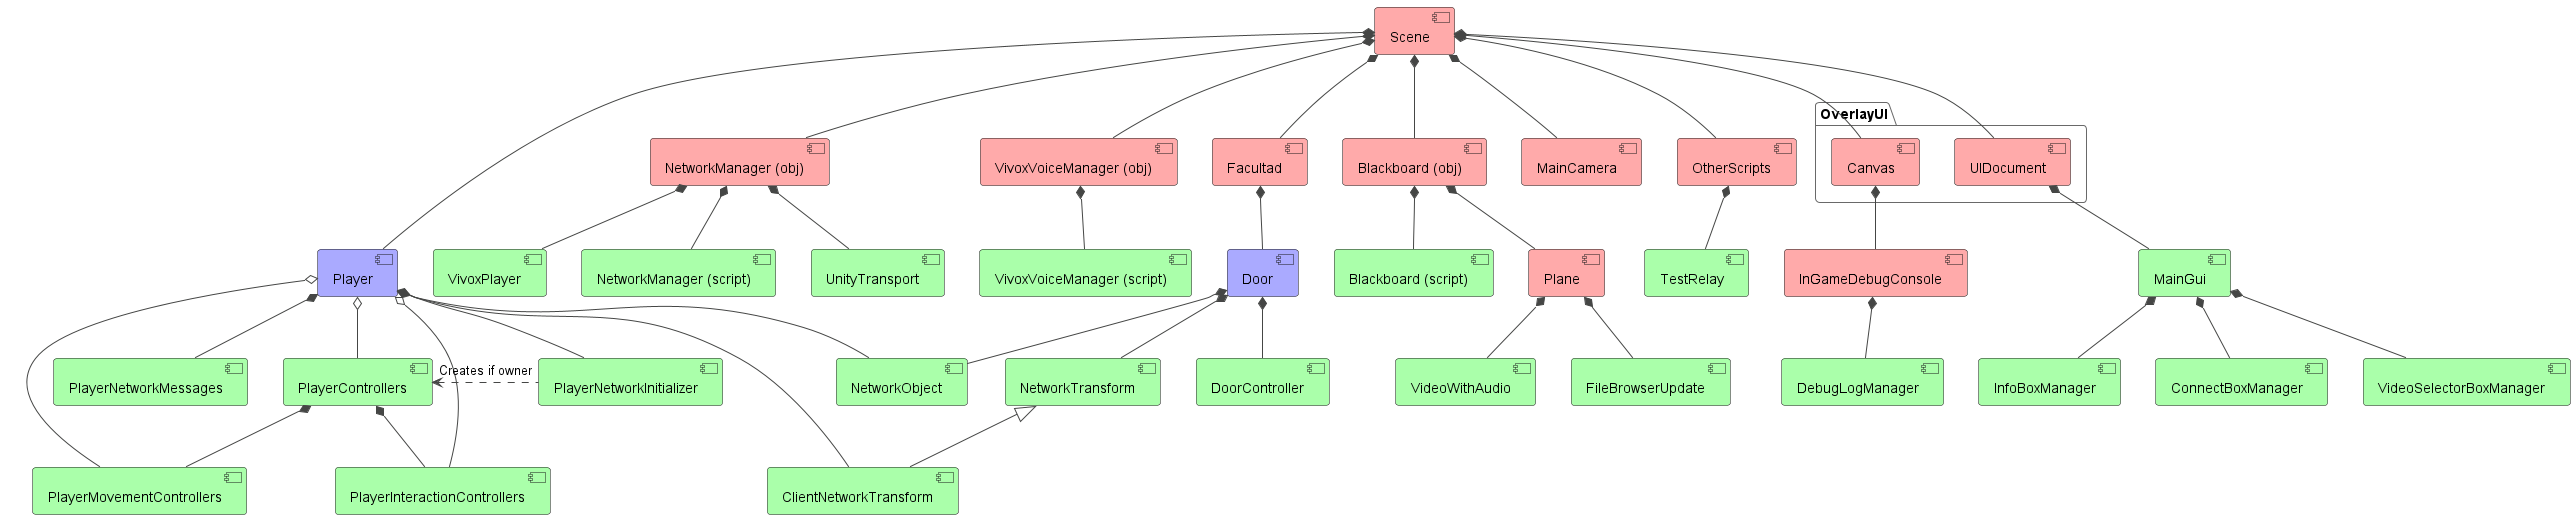 Scene
OverlayUI
NetworkManager (obj)
VivoxVoiceManager (obj)
Facultad
Blackboard (obj)
MainCamera
OtherScripts
Canvas
UIDocument
Player
VivoxPlayer
NetworkManager (script)
UnityTransport
VivoxVoiceManager (script)
Door
Blackboard (script)
Plane
TestRelay
InGameDebugConsole
MainGui
Creates if owner
PlayerNetworkMessages
PlayerControllers
PlayerNetworkInitializer
NetworkObject
NetworkTransform
DoorController
VideoWithAudio
FileBrowserUpdate
DebugLogManager
InfoBoxManager
ConnectBoxManager
VideoSelectorBoxManager
PlayerMovementControllers
PlayerInteractionControllers
ClientNetworkTransform